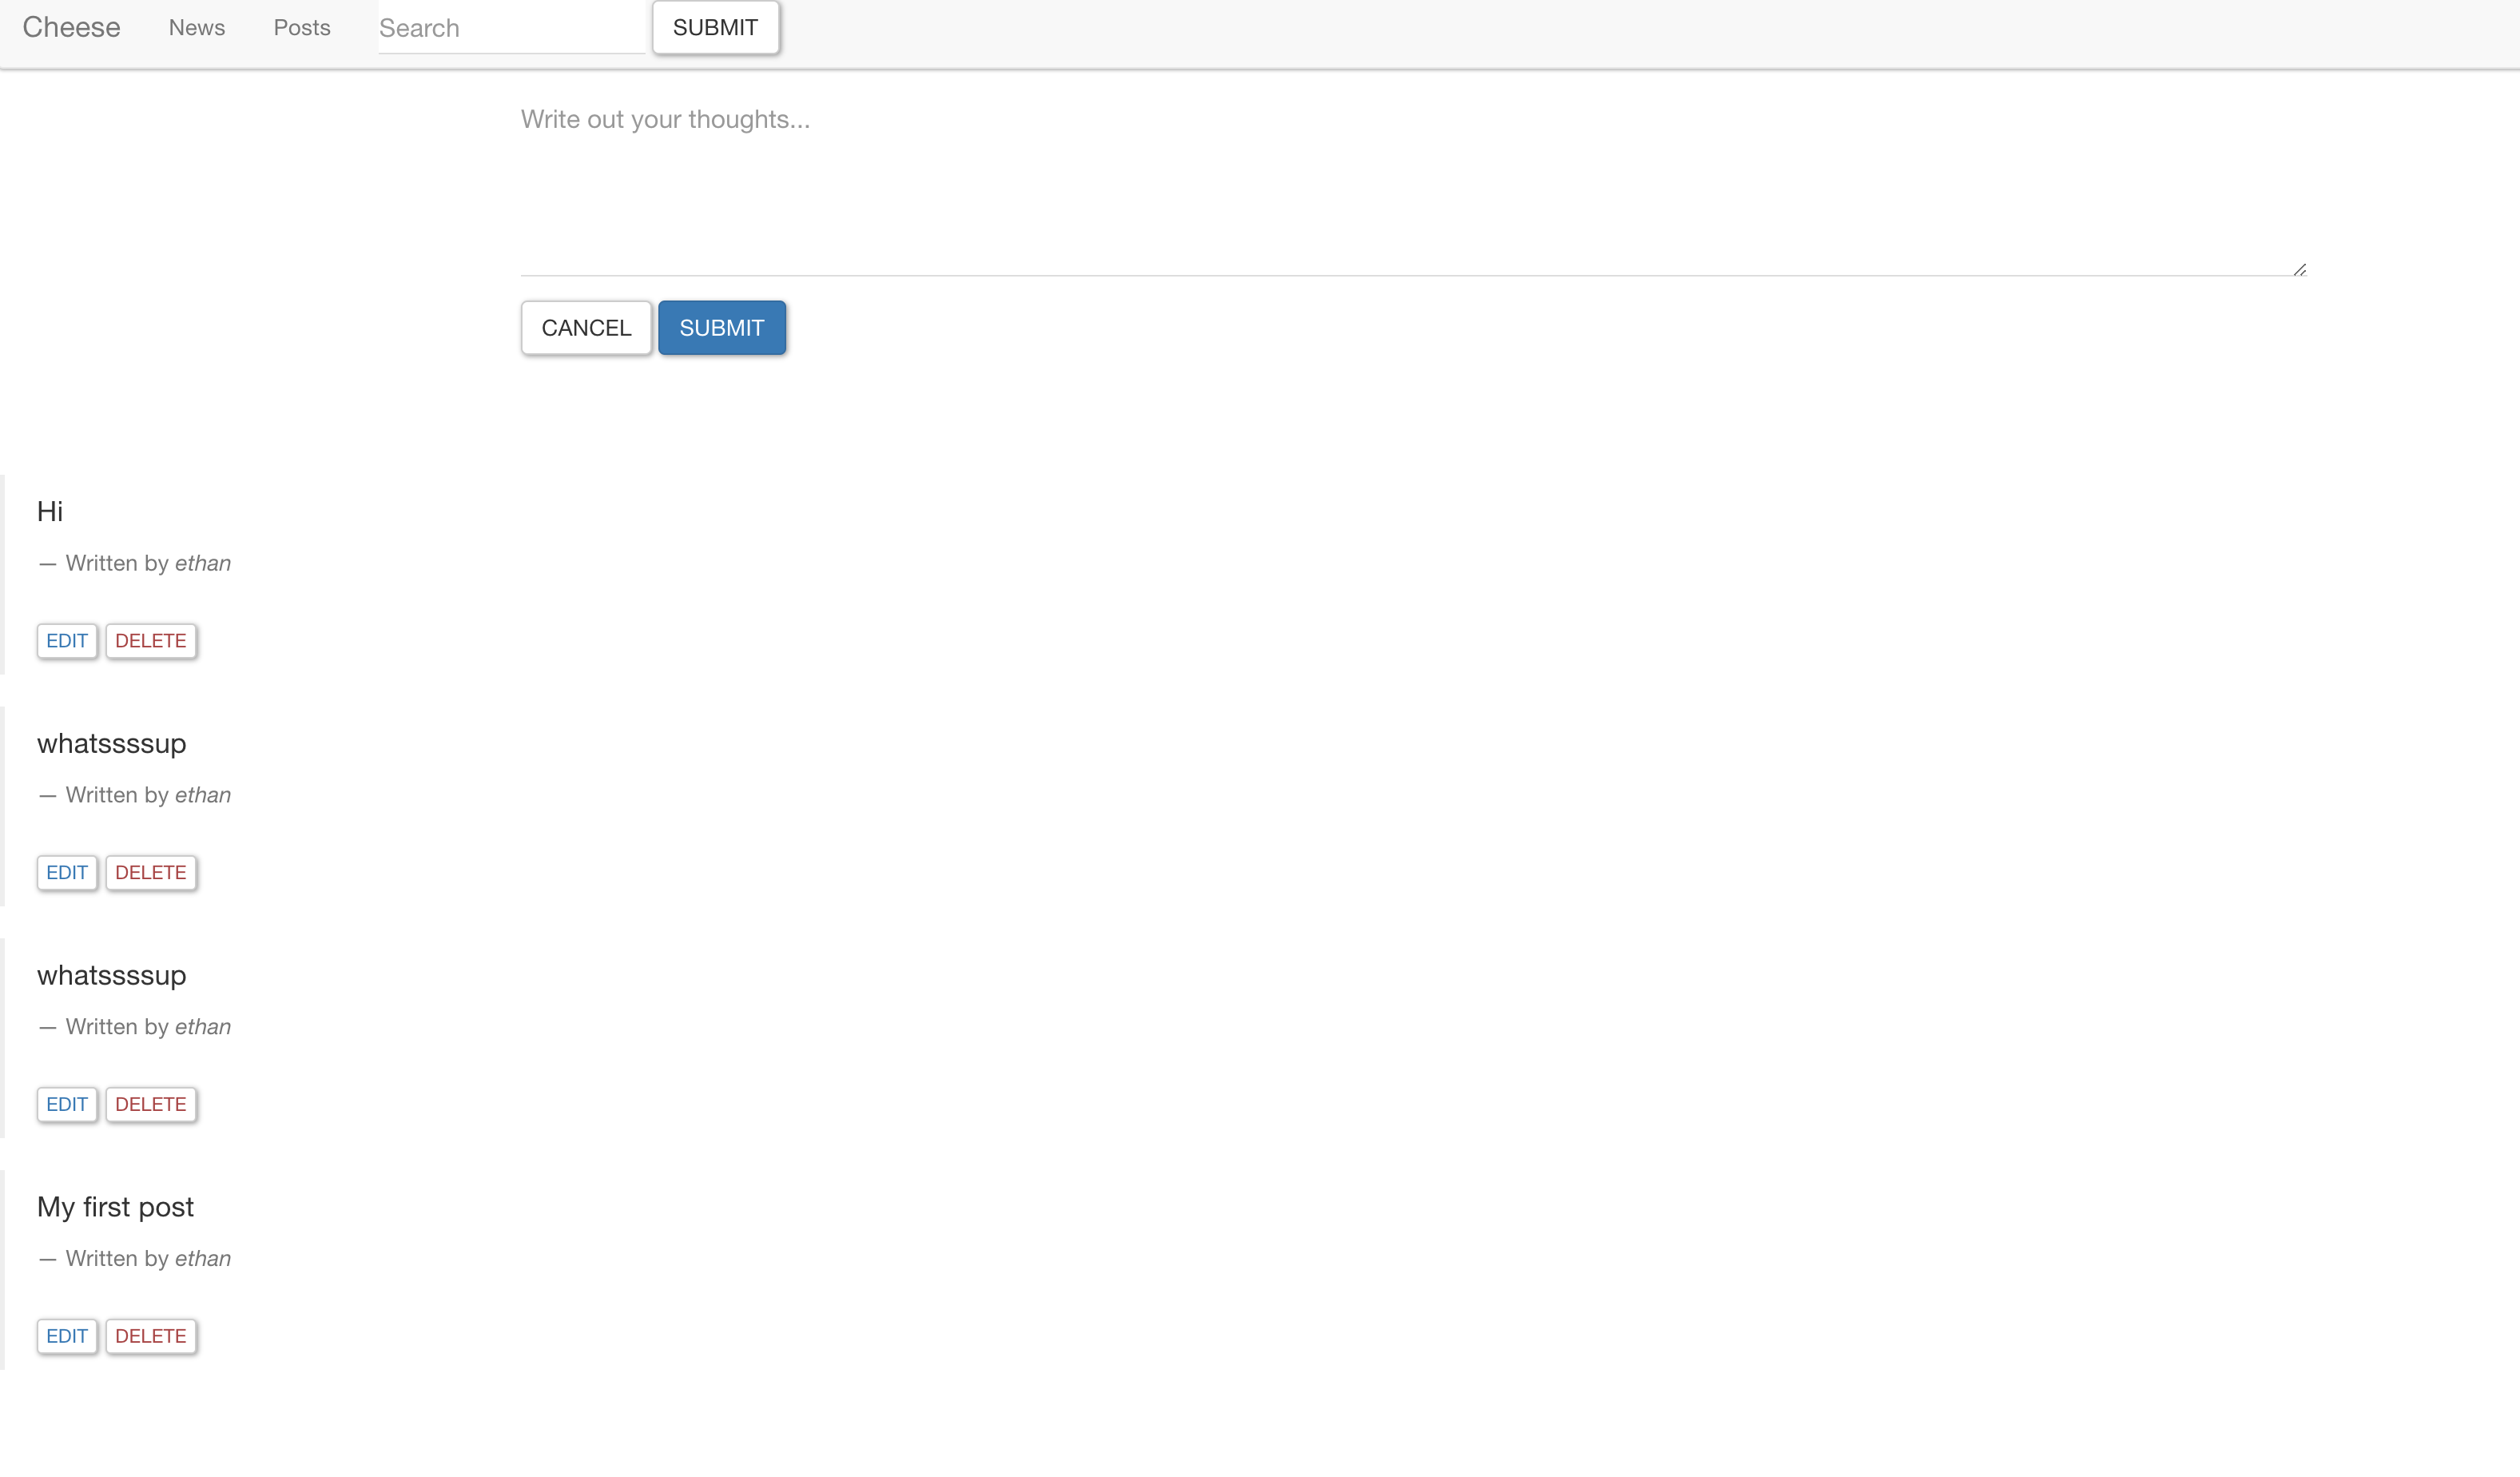 Cheese News Posts Search SUBMIT
Write out your thoughts...
CANCEL SUBMIT
Hi
— Written by ethan
EDIT DELETE
whatssssup
— Written by ethan
EDIT DELETE
whatssssup
— Written by ethan
EDIT DELETE
My first post
— Written by ethan
EDIT DELETE